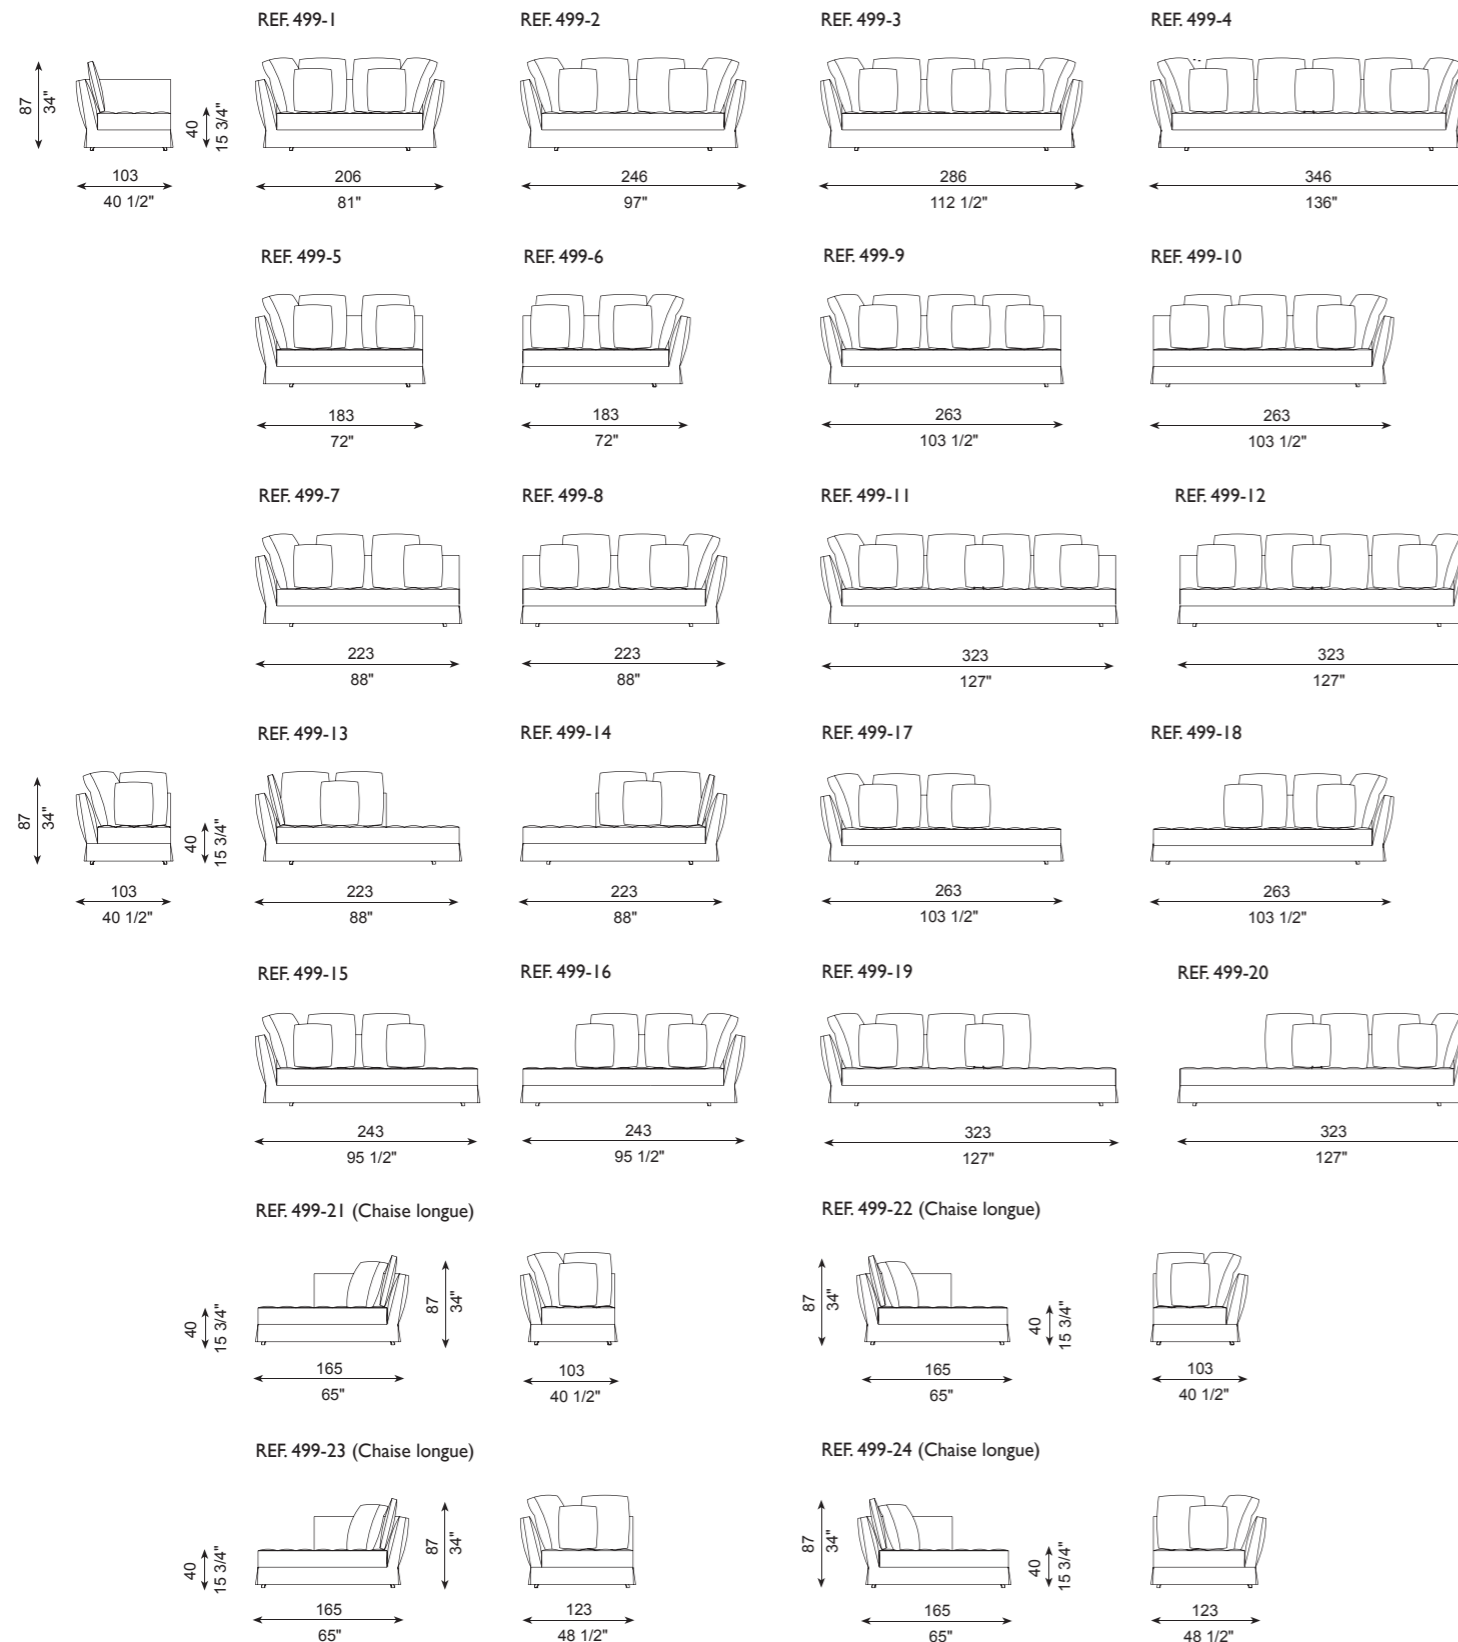 REF. 499-1 REF. 499-2 REF. 499-3 REF. 499-4
87 34" 40 15 3/4"
103 206 246 286 346
40 1/2" 81" 97" 112 1/2" 136"
REF. 499-5 REF. 499-6 REF. 499-9 REF. 499-10
183 183 263 263
72" 72" 103 1/2" 103 1/2"
REF. 499-7 REF. 499-8 REF. 499-11 REF. 499-12
223 223 323 323
88" 88" 127" 127"
REF. 499-13 REF. 499-14 REF. 499-17 REF. 499-18
87 34" 40 15 3/4"
103 223 223 263 263
40 1/2" 88" 88" 103 1/2" 103 1/2"
REF. 499-15 REF. 499-16 REF. 499-19 REF. 499-20
243 243 323 323
95 1/2" 95 1/2" 127" 127"
REF. 499-21 (Chaise longue) REF. 499-22 (Chaise longue)
40 15 3/4" 87 34" 87 34" 40 15 3/4"
165 103 165 103
65" 40 1/2" 65" 40 1/2"
REF. 499-23 (Chaise longue) REF. 499-24 (Chaise longue)
40 15 3/4" 87 34" 87 34" 40 15 3/4"
165 123 165 123
65" 48 1/2" 65" 48 1/2"